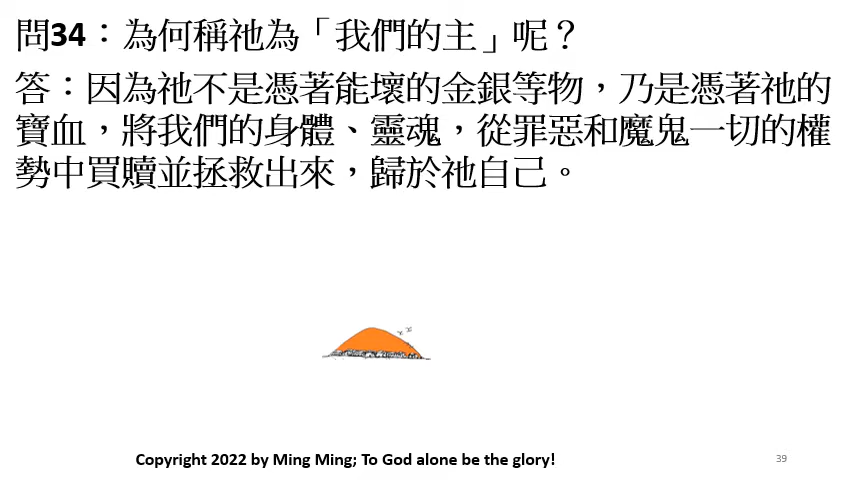 問34：為何稱祂為「我們的主」呢？
答：因為祂不是憑著能壞的金銀等物，乃是憑著祂的
寶血，將我們的身體、靈魂，從罪惡和魔鬼一切的權
勢中買贖並拯救出來，歸於祂自己。
Copyright 2022 by Ming Ming; To God alone be the glory!
39